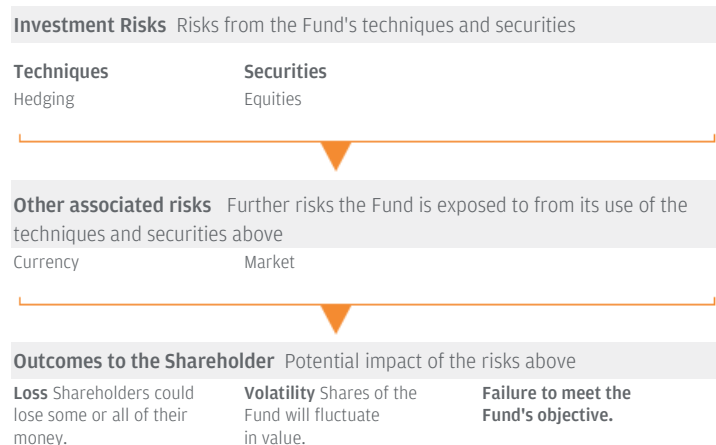 Investment Risks Risks from the Fund's techniques and securities
Techniques Securities
Hedging Equities
Other associated risks Further risks the Fund is exposed to from its use of the
techniques and securities above
Currency Market
Outcomes to the Shareholder Potential impact of the risks above
Loss Shareholders could
lose some or all of their
money.
Volatility Shares of the
Fund will fluctuate
in value.
Failure to meet the
Fund's objective.